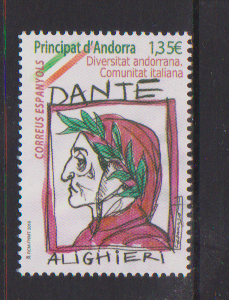 Principat d'Andorra 1,35€
Diversitat andorrana.
Comunitat italiana
CORREUS ESPANYOLS
DANTE
ALIGHIERI